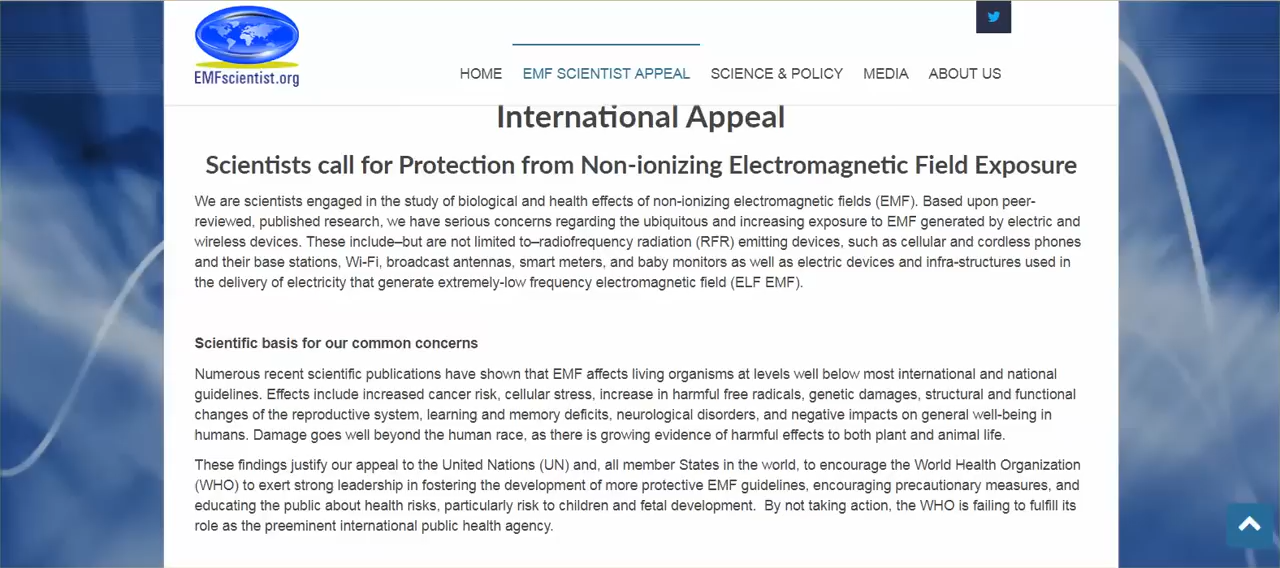 EMFscientist.org
HOME EMF SCIENTIST APPEAL SCIENCE & POLICY MEDIA ABOUT US
International Appeal
Scientists call for Protection from Non-ionizing Electromagnetic Field Exposure
We are scientists engaged in the study of biological and health effects of non-ionizing electromagnetic fields (EMF). Based upon peer-
reviewed, published research, we have serious concerns regarding the ubiquitous and increasing exposure to EMF generated by electric and
wireless devices. These include–but are not limited to–radiofrequency radiation (RFR) emitting devices, such as cellular and cordless phones
and their base stations, Wi-Fi, broadcast antennas, smart meters, and baby monitors as well as electric devices and infra-structures used in
the delivery of electricity that generate extremely-low frequency electromagnetic field (ELF EMF).
Scientific basis for our common concerns
Numerous recent scientific publications have shown that EMF affects living organisms at levels well below most international and national
guidelines. Effects include increased cancer risk, cellular stress, increase in harmful free radicals, genetic damages, structural and functional
changes of the reproductive system, learning and memory deficits, neurological disorders, and negative impacts on general well-being in
humans. Damage goes well beyond the human race, as there is growing evidence of harmful effects to both plant and animal life.
These findings justify our appeal to the United Nations (UN) and, all member States in the world, to encourage the World Health Organization
(WHO) to exert strong leadership in fostering the development of more protective EMF guidelines, encouraging precautionary measures, and
educating the public about health risks, particularly risk to children and fetal development. By not taking action, the WHO is failing to fulfill its
role as the preeminent international public health agency.